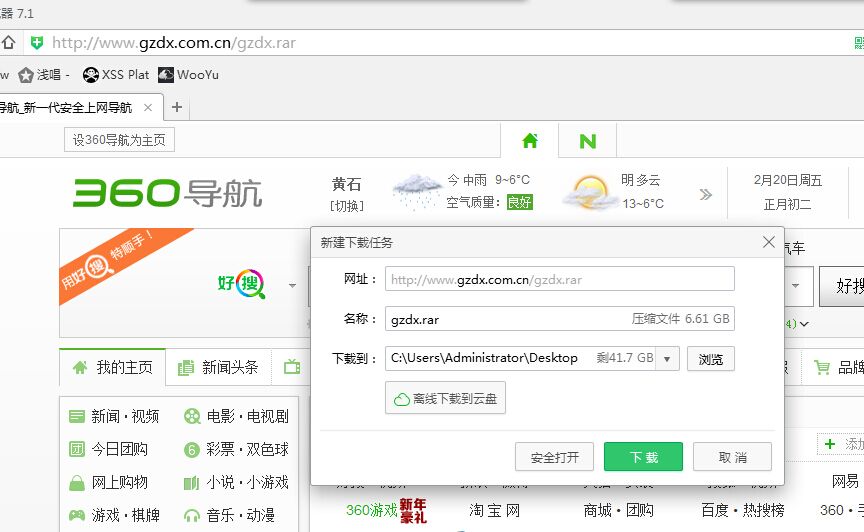 器 7.1
http://www.gzdx.com.cn/gzdx.rar
w 浅唱 - XSS Plat WooYu
导航_新一代安全上网导航
设360导航为主页
N
360导航
黄石
[切换]
今 中雨 9~6°C
空气质量: 良好
明 多云
13~6°C
2月20日周五
正月初二
用好搜 特顺手!
好搜
新建下载任务
汽车
网址: http://www.gzdx.com.cn/gzdx.rar
好搜
名称: gzdx.rar 压缩文件 6.61 GB
4)
下载到: C:\Users\Administrator\Desktop 剩41.7 GB 浏览
我的主页 新闻头条
品牌
离线下载到云盘
新闻·视频 电影·电视剧
今日团购 彩票·双色球
+ 添加
安全打开 下载 取消
网上购物 小说·小游戏
网易
游戏·棋牌 音乐·动漫
360游戏 新年豪礼 淘宝网 商城·团购 百度·热搜榜 360·